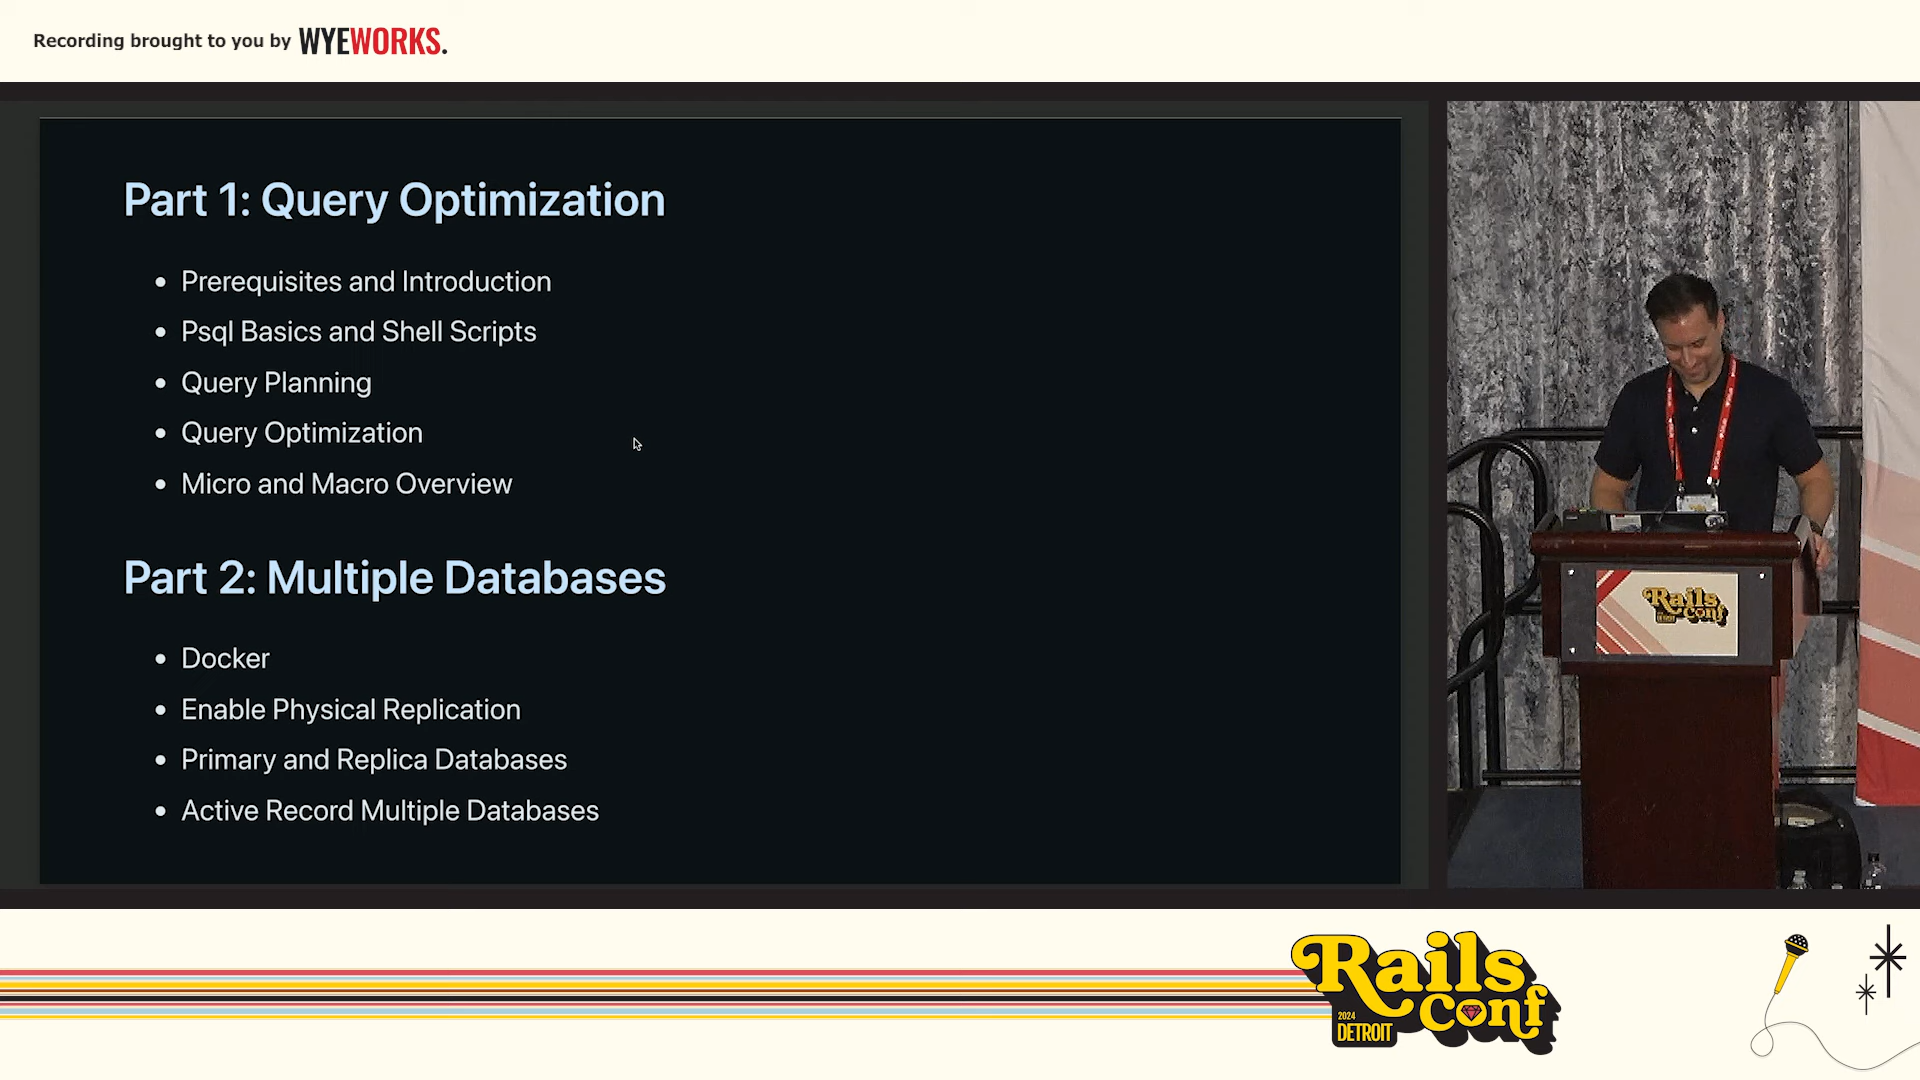 Recording brought to you by WYEWORKS.
Part 1: Query Optimization
• Prerequisites and Introduction
• Psql Basics and Shell Scripts
• Query Planning
• Query Optimization
• Micro and Macro Overview
Part 2: Multiple Databases
• Docker
• Enable Physical Replication
• Primary and Replica Databases
• Active Record Multiple Databases
Rails
Conf
Rails
Conf
2024
DETROIT